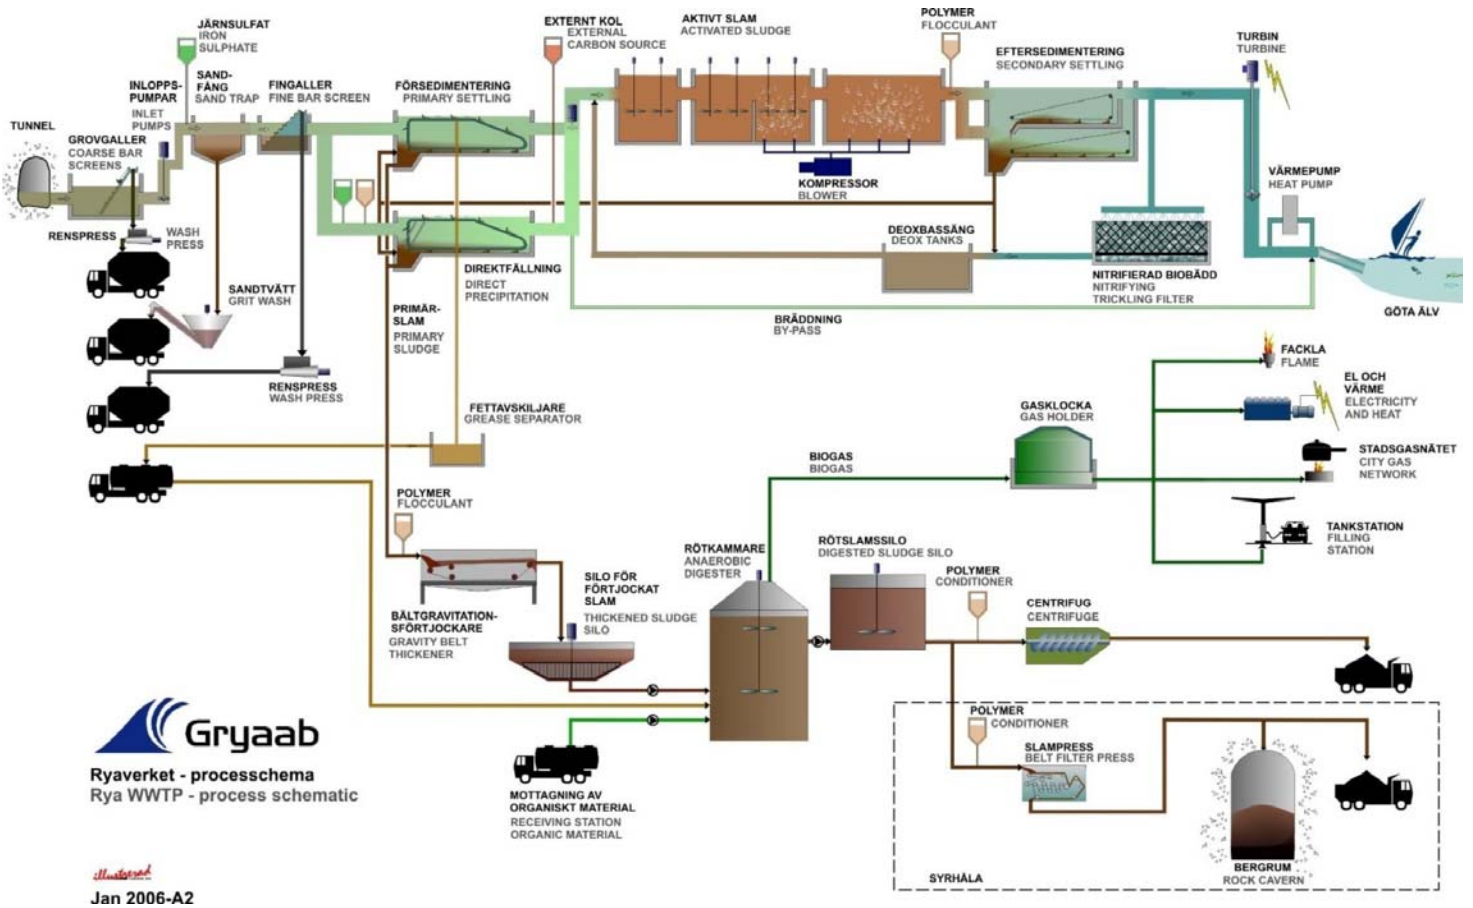 JÄRNSULFAT
IRON
SULPHATE
EXTERNT KOL
EXTERNAL
CARBON SOURCE
AKTIVT SLAM
ACTIVATED SLUDGE
POLYMER
FLOCCULANT
EFTERSEDIMENTERING
SECONDARY SETTLING
TURBIN
TURBINE
INLOPPS-
PUMPAR
INLET
PUMPS
SAND-
FÅNG
SAND TRAP
FINGALLER
FINE BAR SCREEN
FÖRSEDIMENTERING
PRIMARY SETTLING
TUNNEL
GROVGALLER
COARSE BAR
SCREENS
KOMPRESSOR
BLOWER
VÄRMEPUMP
HEAT PUMP
RENSPRESS
WASH
PRESS
DEOXBASSÄNG
DEOX TANKS
DIREKTFÄLLNING
DIRECT
PRECIPITATION
NITRIFIERAD BIOBÄDD
NITRIFYING
TRICKLING FILTER
SANDTVÄTT
GRIT WASH
PRIMÄR-
SLAM
PRIMARY
SLUDGE
BRÄDDNING
BY-PASS
GÖTA ÄLV
RENSPRESS
WASH PRESS
FACKLA
FLAME
EL OCH
VÄRME
ELECTRICITY
AND HEAT
FETTAVSKILJARE
GREASE SEPARATOR
GASKLOCKA
GAS HOLDER
BIOGAS
BIOGAS
STADSGASNÄTET
CITY GAS
NETWORK
POLYMER
FLOCCULANT
TANKSTATION
FILLING
STATION
RÖTKAMMARE
ANAEROBIC
DIGESTER
RÖTSLAMSSILO
DIGESTED SLUDGE SILO
POLYMER
CONDITIONER
SILO FÖR
FÖRTJOCKAT
SLAM
THICKENED SLUDGE
SILO
BÄLTGRAVITATION-
SFÖRTJOCKARE
GRAVITY BELT
THICKENER
CENTRIFUG
CENTRIFUGE
POLYMER
CONDITIONER
SLAMPRESS
BELT FILTER PRESS
Gryaab
Ryaverket - processchema
Rya WWTP - process schematic
MOTTAGNING AV
ORGANISKT MATERIAL
RECEIVING STATION
ORGANIC MATERIAL
BERGRUM
ROCK CAVERN
SYRHÅLA
illustrerad
Jan 2006-A2